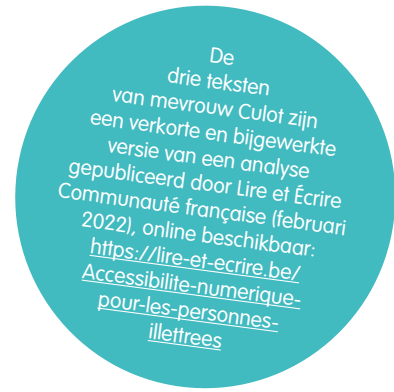 De
drie teksten
van mevrouw Culot zijn
een verkorte en bijgewerkte
versie van een analyse
gepubliceerd door Lire et Écrire
Communauté française (februari
2022), online beschikbaar:
https://lire-et-ecrire.be/
Accessibilite-numerique-
pour-les-personnes-
illettrees